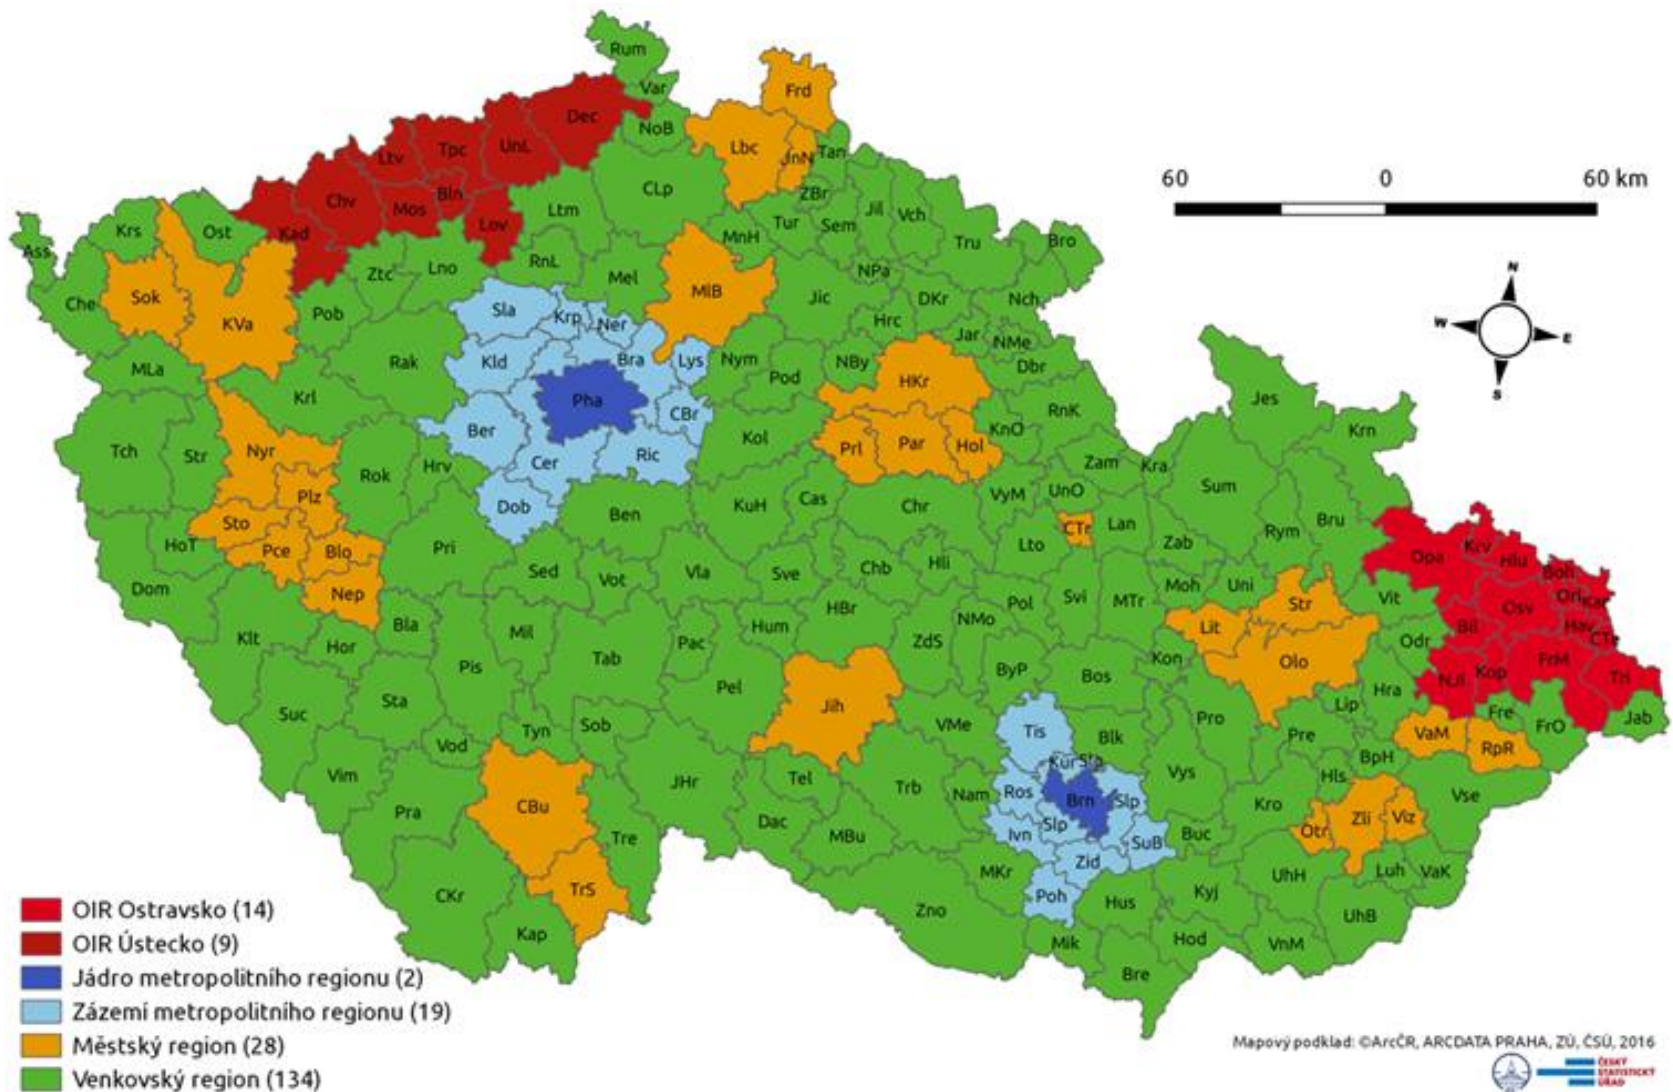 Rum
Var
Frd
Dec
NoB
Lbc
JnN
Tan
Ltv
Tpc
UnL
CLp
ZBr
60 0 60 km
Chv
Bln
Mos
Lov
Ltm
Tur
Sem
Jil
Vch
Krs
Ost
Kad
MnH
Tru
Bro
Ass
Ztc
Lno
RnL
Mel
NPa
N
Che
Sok
KVa
Pob
Sla
Krp
Ner
MlB
Jic
DKr
Nch
Hrc
Jar
NMe
W
E
S
MLa
Rak
Kld
Bra
Lys
Nym
NBy
Dbr
Krl
Pod
HKr
Jes
Pha
CBr
RnK
Tch
Str
Nyr
Ber
Kol
KnO
Krn
Rok
Hrv
Cer
Ric
Prl
Par
Hol
Zam
Kra
Plz
Dob
Ben
KuH
Cas
Chr
VyM
UnO
Sum
Sto
CTr
Lan
Rym
Bru
HoT
Pce
Blo
Pri
Lto
Zab
Opa
Krv
Hlu
Dom
Nep
Sed
Vot
Vla
Sve
Chb
Hli
Svi
MTr
Moh
Uni
Str
Vit
Boh
Orl
Kar
Osv
Klt
Hor
Bla
Mil
Hum
HBr
NMo
Pol
Lit
Bil
Hav
CTe
Pis
Tab
Pac
ZdS
ByP
Kon
Olo
Odr
Suc
Sta
Pel
Jih
Bos
Hra
NJi
Kop
FrM
Tri
Lip
Fre
FrO
Jab
Vod
Tyn
Sob
VMe
Tis
Blk
Pro
Pre
VaM
RpR
Vim
JHr
Tel
Trb
Kur
Slp
Vys
BpH
Hls
Pra
CBu
Nam
Ros
Brn
Slp
Kro
Vse
Tre
Dac
MBu
Ivn
Slp
SuB
Buc
Otr
Zli
Viz
CKr
TrS
MKr
Zid
UhH
Luh
VaK
Kap
Zno
Poh
Hus
Kyj
UhB
Mik
Hod
VnM
Bre
OIR Ostravsko (14)
OIR Ústecko (9)
Jádro metropolitního regionu (2)
Zázemí metropolitního regionu (19)
Městský region (28)
Venkovský region (134)
Mapový podklad: ©ArcČR, ARCDATA PRAHA, ZÚ, ČSÚ, 2016
ČESKÝ
STATISTICKÝ
ÚŘAD